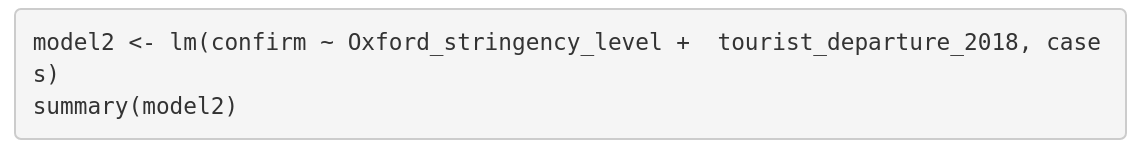 model2 <- lm(confirm ~ Oxford_stringency_level +  tourist_departure_2018, case
s)
summary(model2)